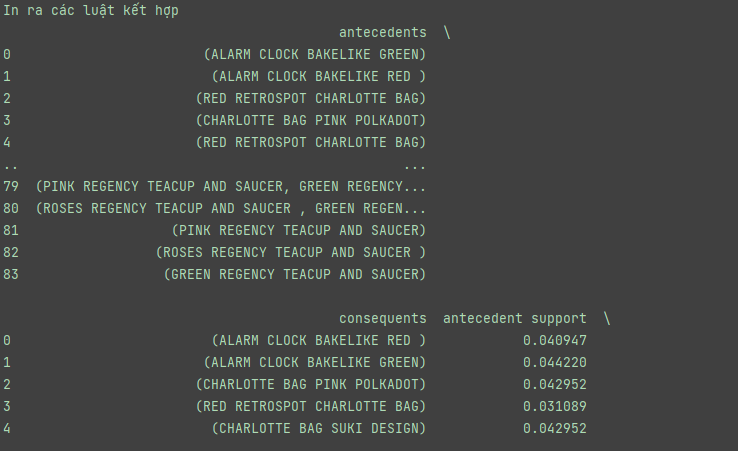 In ra các luật kết hợp
antecedents \
0 (ALARM CLOCK BAKELIKE GREEN)
1 (ALARM CLOCK BAKELIKE RED )
2 (RED RETROSPOT CHARLOTTE BAG)
3 (CHARLOTTE BAG PINK POLKADOT)
4 (RED RETROSPOT CHARLOTTE BAG)
.. ...
79 (PINK REGENCY TEACUP AND SAUCER, GREEN REGENCY...
80 (ROSES REGENCY TEACUP AND SAUCER , GREEN REGEN...
81 (PINK REGENCY TEACUP AND SAUCER)
82 (ROSES REGENCY TEACUP AND SAUCER )
83 (GREEN REGENCY TEACUP AND SAUCER)
consequents antecedent support \
0 (ALARM CLOCK BAKELIKE RED ) 0.040947
1 (ALARM CLOCK BAKELIKE GREEN) 0.044220
2 (CHARLOTTE BAG PINK POLKADOT) 0.042952
3 (RED RETROSPOT CHARLOTTE BAG) 0.031089
4 (CHARLOTTE BAG SUKI DESIGN) 0.042952